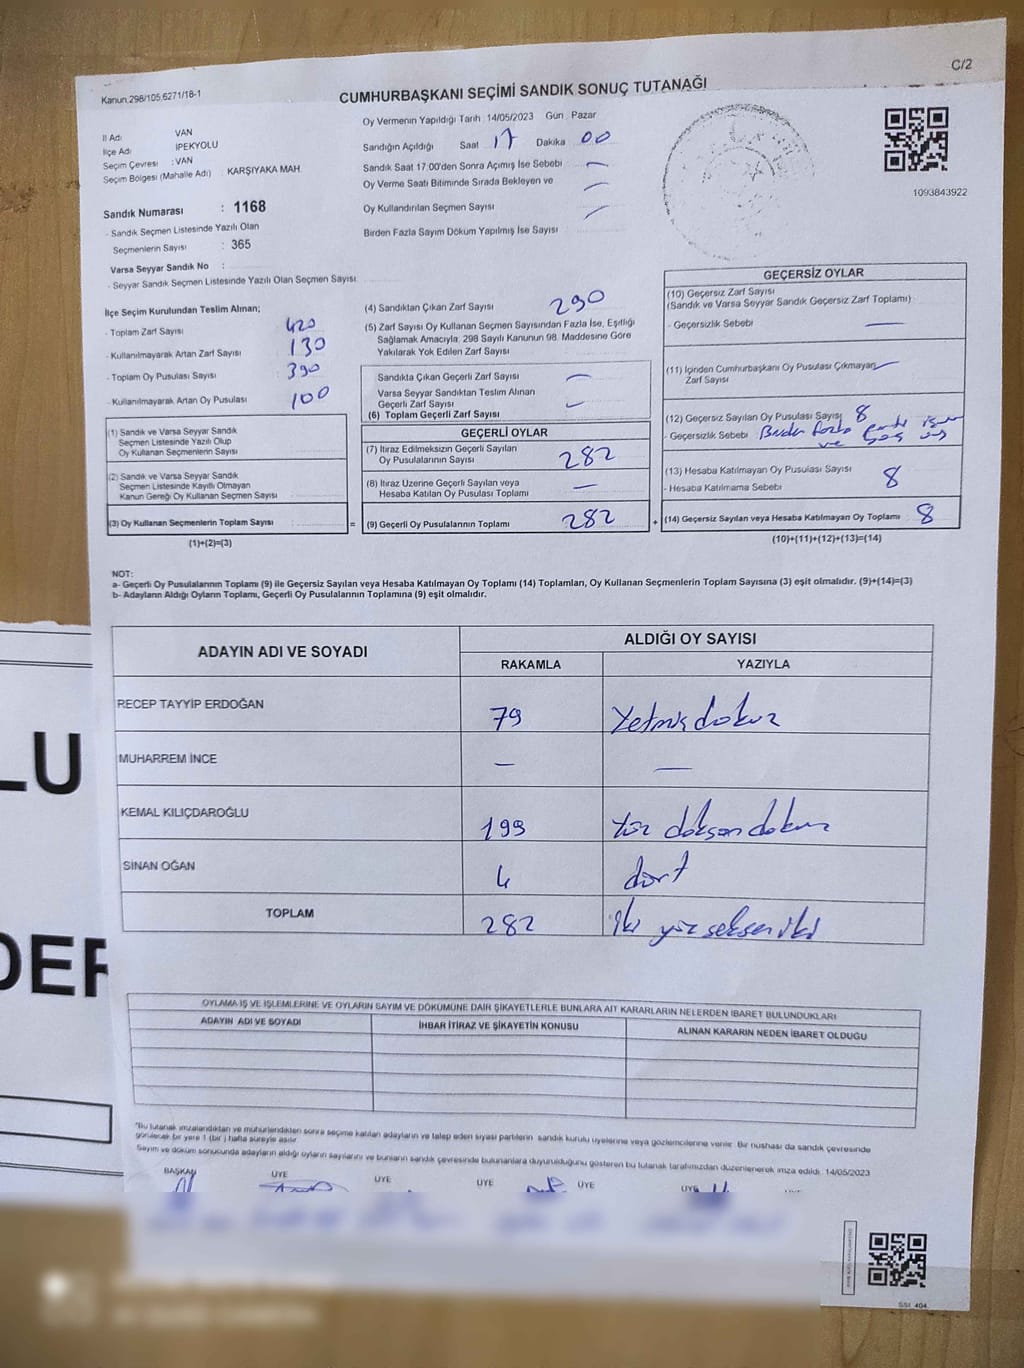 C/2
Kanun.298/105.6271/18-1
CUMHURBAŞKANI SEÇİMİ SANDIK SONUÇ TUTANAĞI
İl Adı VAN
İlçe Adı İPEKYOLU
Seçim Çevresi : VAN
Seçim Bölgesi (Mahalle Adı) : KARŞIYAKA MAH.
Sandık Numarası : 1168
- Sandık Seçmen Listesinde Yazılı Olan
Seçmenlerin Sayısı : 365
Varsa Seyyar Sandık No :
- Seyyar Sandık Seçmen Listesinde Yazılı Olan Seçmen Sayısı
Oy Vermenin Yapıldığı Tarih : 14/05/2023 Gün : Pazar
Sandığın Açıldığı Saat 17 Dakika 00
Sandık Saat 17.00'den Sonra Açımış İse Sebebi —
Oy Verme Saati Bitiminde Sırada Bekleyen ve —
Oy Kullandırılan Seçmen Sayısı —
Birden Fazla Sayım Döküm Yapılmış İse Sayısı
1093843922
İlçe Seçim Kurulundan Teslim Alınan;
- Toplam Zarf Sayısı 420
- Kullanılmayarak Artan Zarf Sayısı 130
- Toplam Oy Pusulası Sayısı 390
- Kullanılmayarak Artan Oy Pusulası 100
(1) Sandık ve Varsa Seyyar Sandık
Seçmen Listesinde Yazılı Olup
Oy Kullanan Seçmenlerin Sayısı
(2) Sandık ve Varsa Seyyar Sandık
Seçmen Listesinde Kayıtlı Olmayan
Kanun Gereği Oy Kullanan Seçmen Sayısı
(3) Oy Kullanan Seçmenlerin Toplam Sayısı =
(1)+(2)=(3)
(4) Sandıktan Çıkan Zarf Sayısı 290
(5) Zarf Sayısı Oy Kullanan Seçmen Sayısından Fazla İse, Eşitliği
Sağlamak Amacıyla, 298 Sayılı Kanunun 98. Maddesine Göre
Yakılarak Yok Edilen Zarf Sayısı
Sandıkta Çıkan Geçerli Zarf Sayısı —
Varsa Seyyar Sandıktan Teslim Alınan
Geçerli Zarf Sayısı —
(6) Toplam Geçerli Zarf Sayısı
GEÇERLİ OYLAR
(7) İtiraz Edilmeksizin Geçerli Sayılan
Oy Pusulalarının Sayısı 282
(8) İtiraz Üzerine Geçerli Sayılan veya
Hesaba Katılan Oy Pusulası Toplamı —
(9) Geçerli Oy Pusulalarının Toplamı 282 +
GEÇERSİZ OYLAR
(10) Geçersiz Zarf Sayısı
(Sandık ve Varsa Seyyar Sandık Geçersiz Zarf Toplamı)
- Geçersizlik Sebebi —
(11) İçinden Cumhurbaşkanı Oy Pusulası Çıkmayan —
Zarf Sayısı
(12) Geçersiz Sayılan Oy Pusulası Sayısı 8
- Geçersizlik Sebebi Birden fazla
ve
(13) Hesaba Katılmayan Oy Pusulası Sayısı
- Hesaba Katılmama Sebebi 8
(14) Geçersiz Sayılan veya Hesaba Katılmayan Oy Toplamı 8
(10)+(11)+(12)+(13)=(14)
NOT:
a- Geçerli Oy Pusulalarının Toplamı (9) ile Geçersiz Sayılan veya Hesaba Katılmayan Oy Toplamı (14) Toplamları, Oy Kullanan Seçmenlerin Toplam Sayısına (3) eşit olmalıdır. (9)+(14)=(3)
b- Adayların Aldığı Oyların Toplamı, Geçerli Oy Pusulalarının Toplamına (9) eşit olmalıdır.
ADAYIN ADI VE SOYADI ALDIĞI OY SAYISI
RAKAMLA YAZIYLA
RECEP TAYYİP ERDOĞAN 79 Yetmiş dokuz
MUHARREM İNCE — —
KEMAL KILIÇDAROĞLU 199 Yüz doksan dokuz
SİNAN OĞAN 4 dört
TOPLAM 282 İki yüz seksen iki
LU
DER
OYLAMA İŞ VE İŞLEMLERİNE VE OYLARIN SAYIM VE DÖKÜMÜNE DAİR ŞİKAYETLERLE BUNLARA AİT KARARLARIN NELERDEN İBARET BULUNDUKLARI
ADAYIN ADI VE SOYADI İHBAR İTİRAZ VE ŞİKAYETİN KONUSU ALINAN KARARIN NEDEN İBARET OLDUĞU
"Bu tutanak imzalandıktan ve mühürlendikten sonra seçime katılan adayların ve talep eden siyasi partilerin sandık kurulu üyelerine veya gözlemcilerine verilir. Bir nüshası da sandık çevresinde
görülecek bir yere 1 (bir ) hafta süreyle asılır.
Sayım ve döküm sonucunda adayların aldığı oyların sayılarını ve bunların sandık çevresinde bulunanlara duyurulduğunu gösteren bu tutanak tarafımızdan düzenlenerek imza edildi. 14/05/2023
BAŞKAN ÜYE ÜYE ÜYE ÜYE ÜYE
SSİ 404